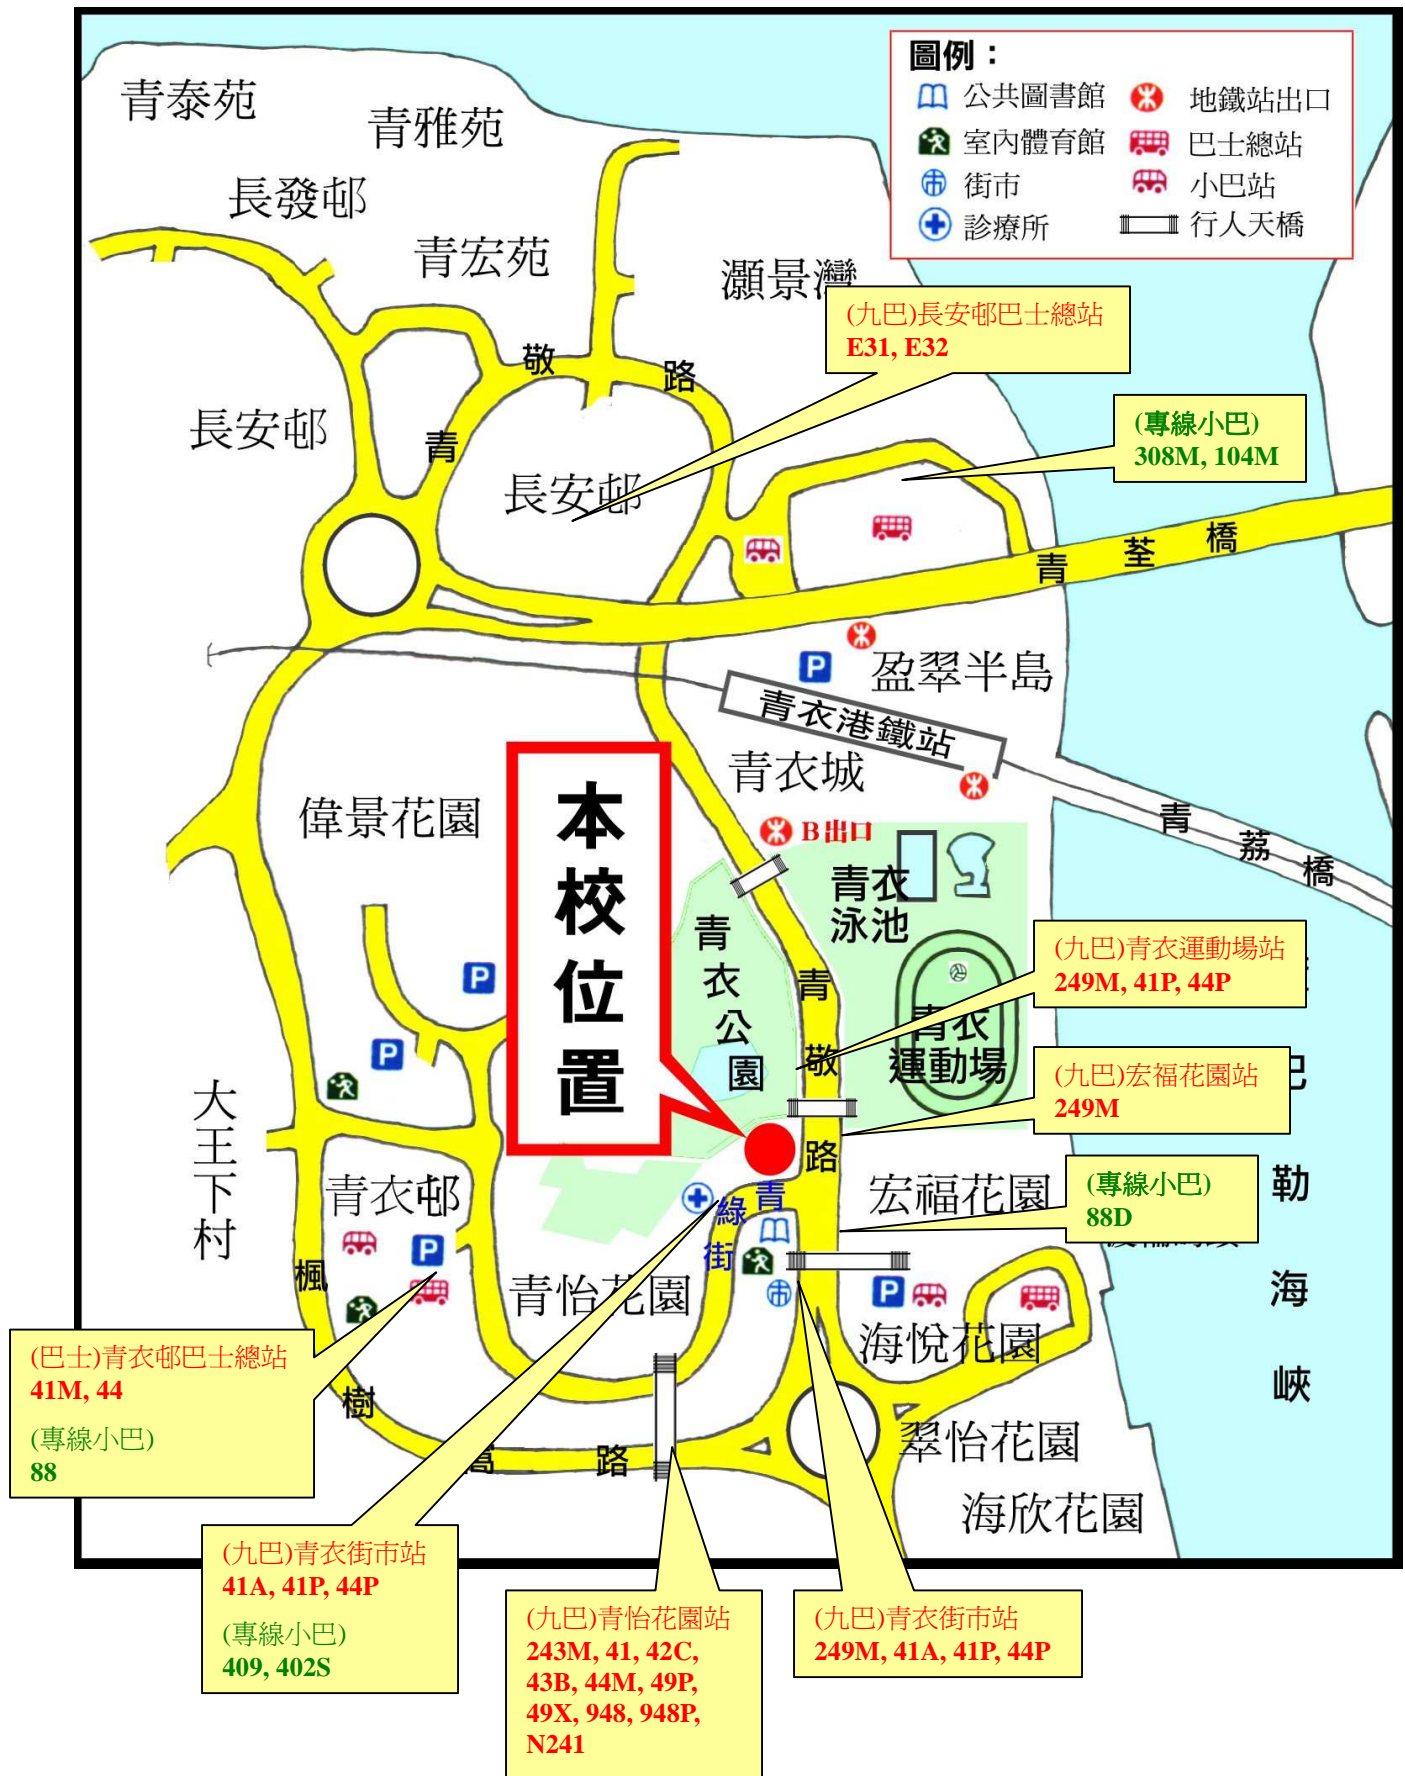 圖例：
公共圖書館
地鐵站出口
室內體育館
巴士總站
街市
小巴站
診療所
行人天橋
青泰苑
青雅苑
長發邨
青宏苑
灝景灣
(九巴)長安邨巴士總站
E31, E32
敬
路
青
長安邨
長安邨
(專線小巴)
308M, 104M
青荃橋
P
盈翠半島
青衣港鐵站
青衣城
偉景花園
本校位置
B出口
青荔橋
青衣
泳池
青衣公園
青敬路
青衣
運動場
(九巴)青衣運動場站
249M, 41P, 44P
(九巴)宏福花園站
249M
(專線小巴)
88D
P
P
大王下村
青衣邨
P
宏福花園
青綠街
青怡花園
P
海悅花園
翠怡花園
海欣花園
勒海峽
楓樹
路
(巴士)青衣邨巴士總站
41M, 44
(專線小巴)
88
(九巴)青衣街市站
41A, 41P, 44P
(專線小巴)
409, 402S
(九巴)青怡花園站
243M, 41, 42C,
43B, 44M, 49P,
49X, 948, 948P,
N241
(九巴)青衣街市站
249M, 41A, 41P, 44P